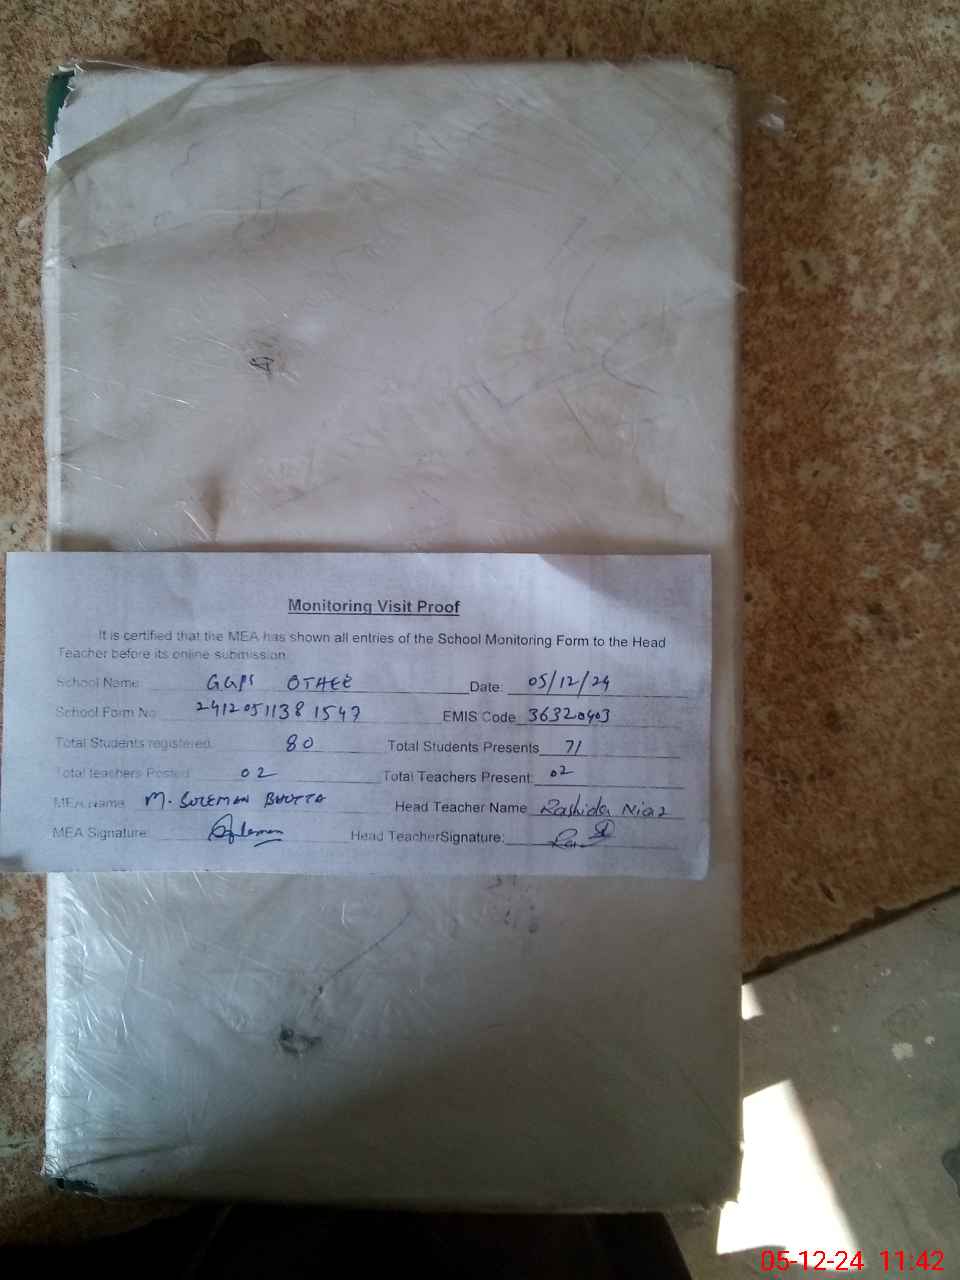 Monitoring Visit Proof
It is certified that the MEA has shown all entries of the School Monitoring Form to the Head
Teacher before its online submission.
School Name: GGPS OTHEE Date: 05/12/24
School Form No 2412051138 1547 EMIS Code 36320403
Total Students registered 80 Total Students Presents 71
Total teachers Posted 02 Total Teachers Present: 02
MEA Name M. SULEMAN BHUTTA Head Teacher Name Rashida Niaz
MEA Signature: Head TeacherSignature:
05-12-24 11:42